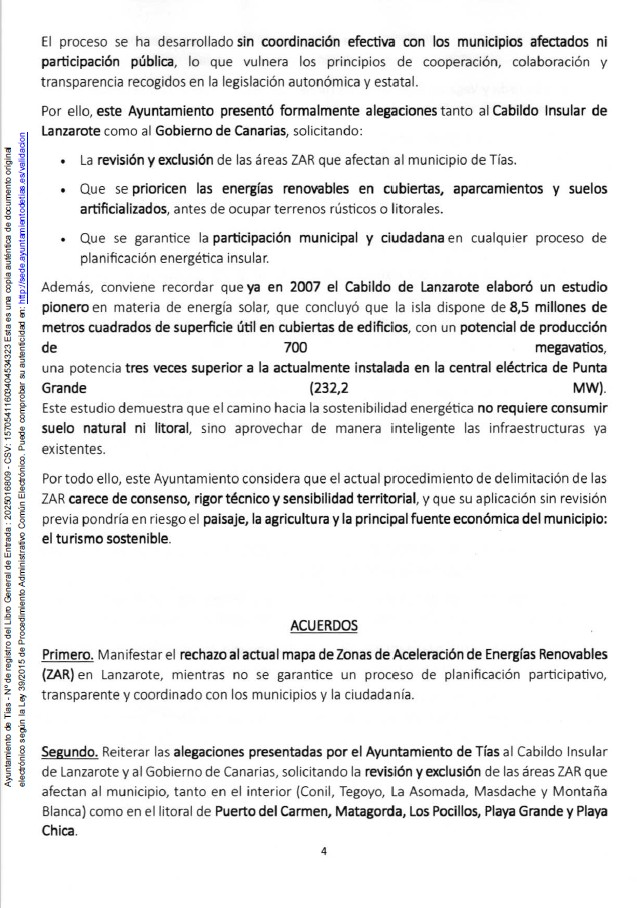 El proceso se ha desarrollado sin coordinación efectiva con los municipios afectados ni
participación pública, lo que vulnera los principios de cooperación, colaboración y
transparencia recogidos en la legislación autonómica y estatal.
Por ello, este Ayuntamiento presentó formalmente alegaciones tanto al Cabildo Insular de
Lanzarote como al Gobierno de Canarias, solicitando:
• La revisión y exclusión de las áreas ZAR que afectan al municipio de Tías.
• Que se prioricen las energías renovables en cubiertas, aparcamientos y suelos
artificializados, antes de ocupar terrenos rústicos o litorales.
• Que se garantice la participación municipal y ciudadana en cualquier proceso de
planificación energética insular.
Además, conviene recordar que ya en 2007 el Cabildo de Lanzarote elaboró un estudio
pionero en materia de energía solar, que concluyó que la isla dispone de 8,5 millones de
metros cuadrados de superficie útil en cubiertas de edificios, con un potencial de producción
de 700 megavatios,
una potencia tres veces superior a la actualmente instalada en la central eléctrica de Punta
Grande (232,2 MW).
Este estudio demuestra que el camino hacia la sostenibilidad energética no requiere consumir
suelo natural ni litoral, sino aprovechar de manera inteligente las infraestructuras ya
existentes.
Por todo ello, este Ayuntamiento considera que el actual procedimiento de delimitación de las
ZAR carece de consenso, rigor técnico y sensibilidad territorial, y que su aplicación sin revisión
previa pondría en riesgo el paisaje, la agricultura y la principal fuente económica del municipio:
el turismo sostenible.
ACUERDOS
Primero. Manifestar el rechazo al actual mapa de Zonas de Aceleración de Energías Renovables
(ZAR) en Lanzarote, mientras no se garantice un proceso de planificación participativo,
transparente y coordinado con los municipios y la ciudadanía.
Segundo. Reiterar las alegaciones presentadas por el Ayuntamiento de Tías al Cabildo Insular
de Lanzarote y al Gobierno de Canarias, solicitando la revisión y exclusión de las áreas ZAR que
afectan al municipio, tanto en el interior (Conil, Tegoyo, La Asomada, Masdache y Montaña
Blanca) como en el litoral de Puerto del Carmen, Matagorda, Los Pocillos, Playa Grande y Playa
Chica.
4
Ayuntamiento de Tías - Nº de registro del Libro General de Entrada : 2025016809 - CSV: 15705411603404534323 Esta es una copia auténtica de documento original
electrónico según la Ley 39/2015 de Procedimiento Administrativo Común Electrónico. Puede comprobar su autenticidad en: http://sede.ayuntamientodetias.es/validacion